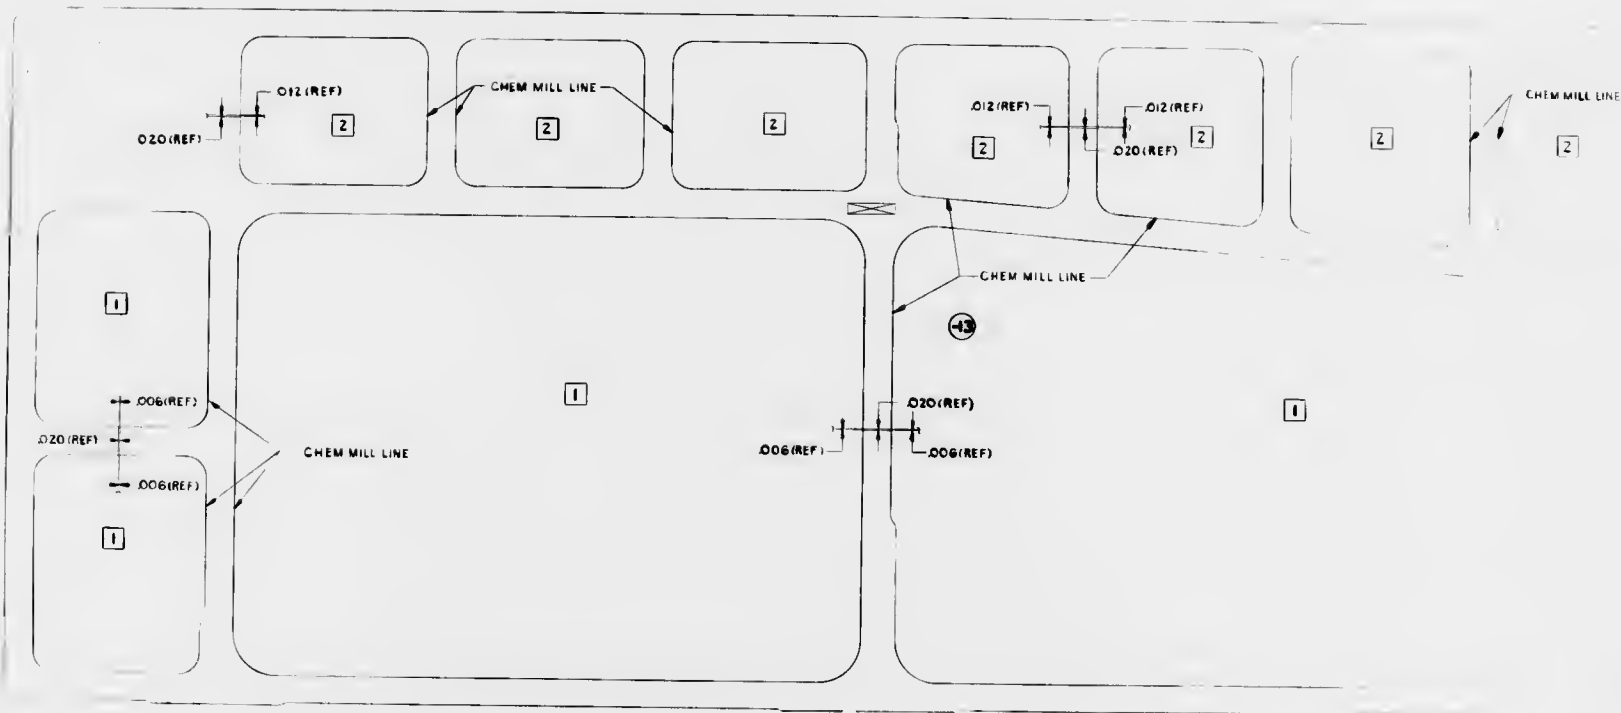 .012 (REF)
CHEM MILL LINE
CHEM MILL LINE
.012 (REF)
.012 (REF)
2
2
2
2
2
2
2
.020 (REF)
.020 (REF)
1
CHEM MILL LINE
-13
1
1
.006 (REF)
.020 (REF)
.020 (REF)
CHEM MILL LINE
.006 (REF)
.006 (REF)
.006 (REF)
1